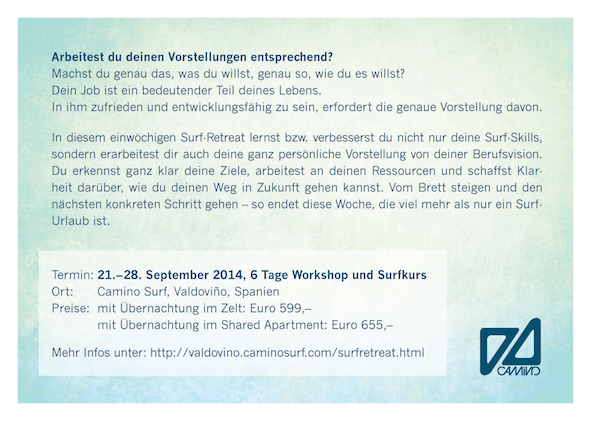 Arbeitest du deinen Vorstellungen entsprechend?
Machst du genau das, was du willst, genau so, wie du es willst?
Dein Job ist ein bedeutender Teil deines Lebens.
In ihm zufrieden und entwicklungsfähig zu sein, erfordert die genaue Vorstellung davon.
In diesem einwöchigen Surf-Retreat lernst bzw. verbesserst du nicht nur deine Surf-Skills,
sondern erarbeitest dir auch deine ganz persönliche Vorstellung von deiner Berufsvision.
Du erkennst ganz klar deine Ziele, arbeitest an deinen Ressourcen und schaffst Klar-
heit darüber, wie du deinen Weg in Zukunft gehen kannst. Vom Brett steigen und den
nächsten konkreten Schritt gehen – so endet diese Woche, die viel mehr als nur ein Surf-
Urlaub ist.
Termin: 21.–28. September 2014, 6 Tage Workshop und Surfkurs
Ort: Camino Surf, Valdoviño, Spanien
Preise: mit Übernachtung im Zelt: Euro 599,–
mit Übernachtung im Shared Apartment: Euro 655,–
Mehr Infos unter: http://valdovino.caminosurf.com/surfretreat.html
CAMINO